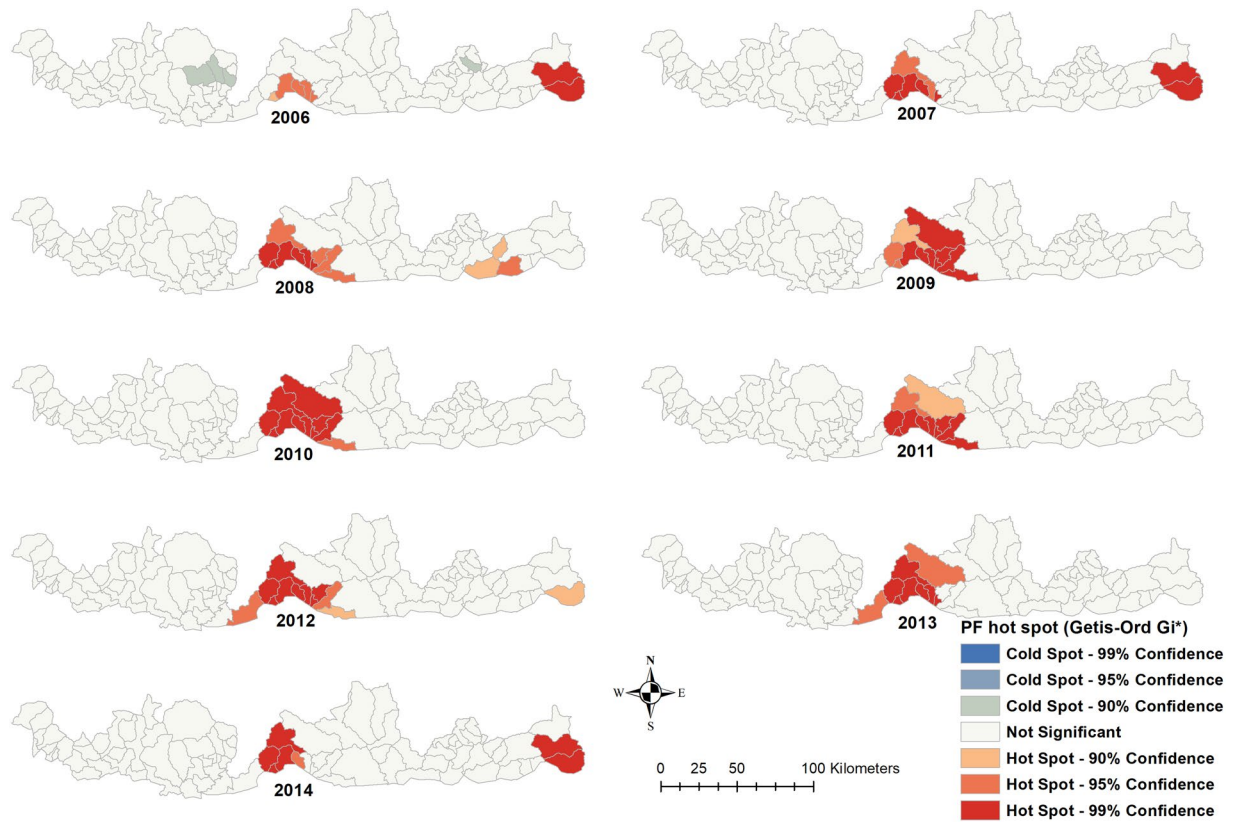 2006
2007
2008
2009
2010
2011
2012
2013
2014
N
W E
S
0 25 50 100 Kilometers
PF hot spot (Getis-Ord Gi*)
Cold Spot - 99% Confidence
Cold Spot - 95% Confidence
Cold Spot - 90% Confidence
Not Significant
Hot Spot - 90% Confidence
Hot Spot - 95% Confidence
Hot Spot - 99% Confidence